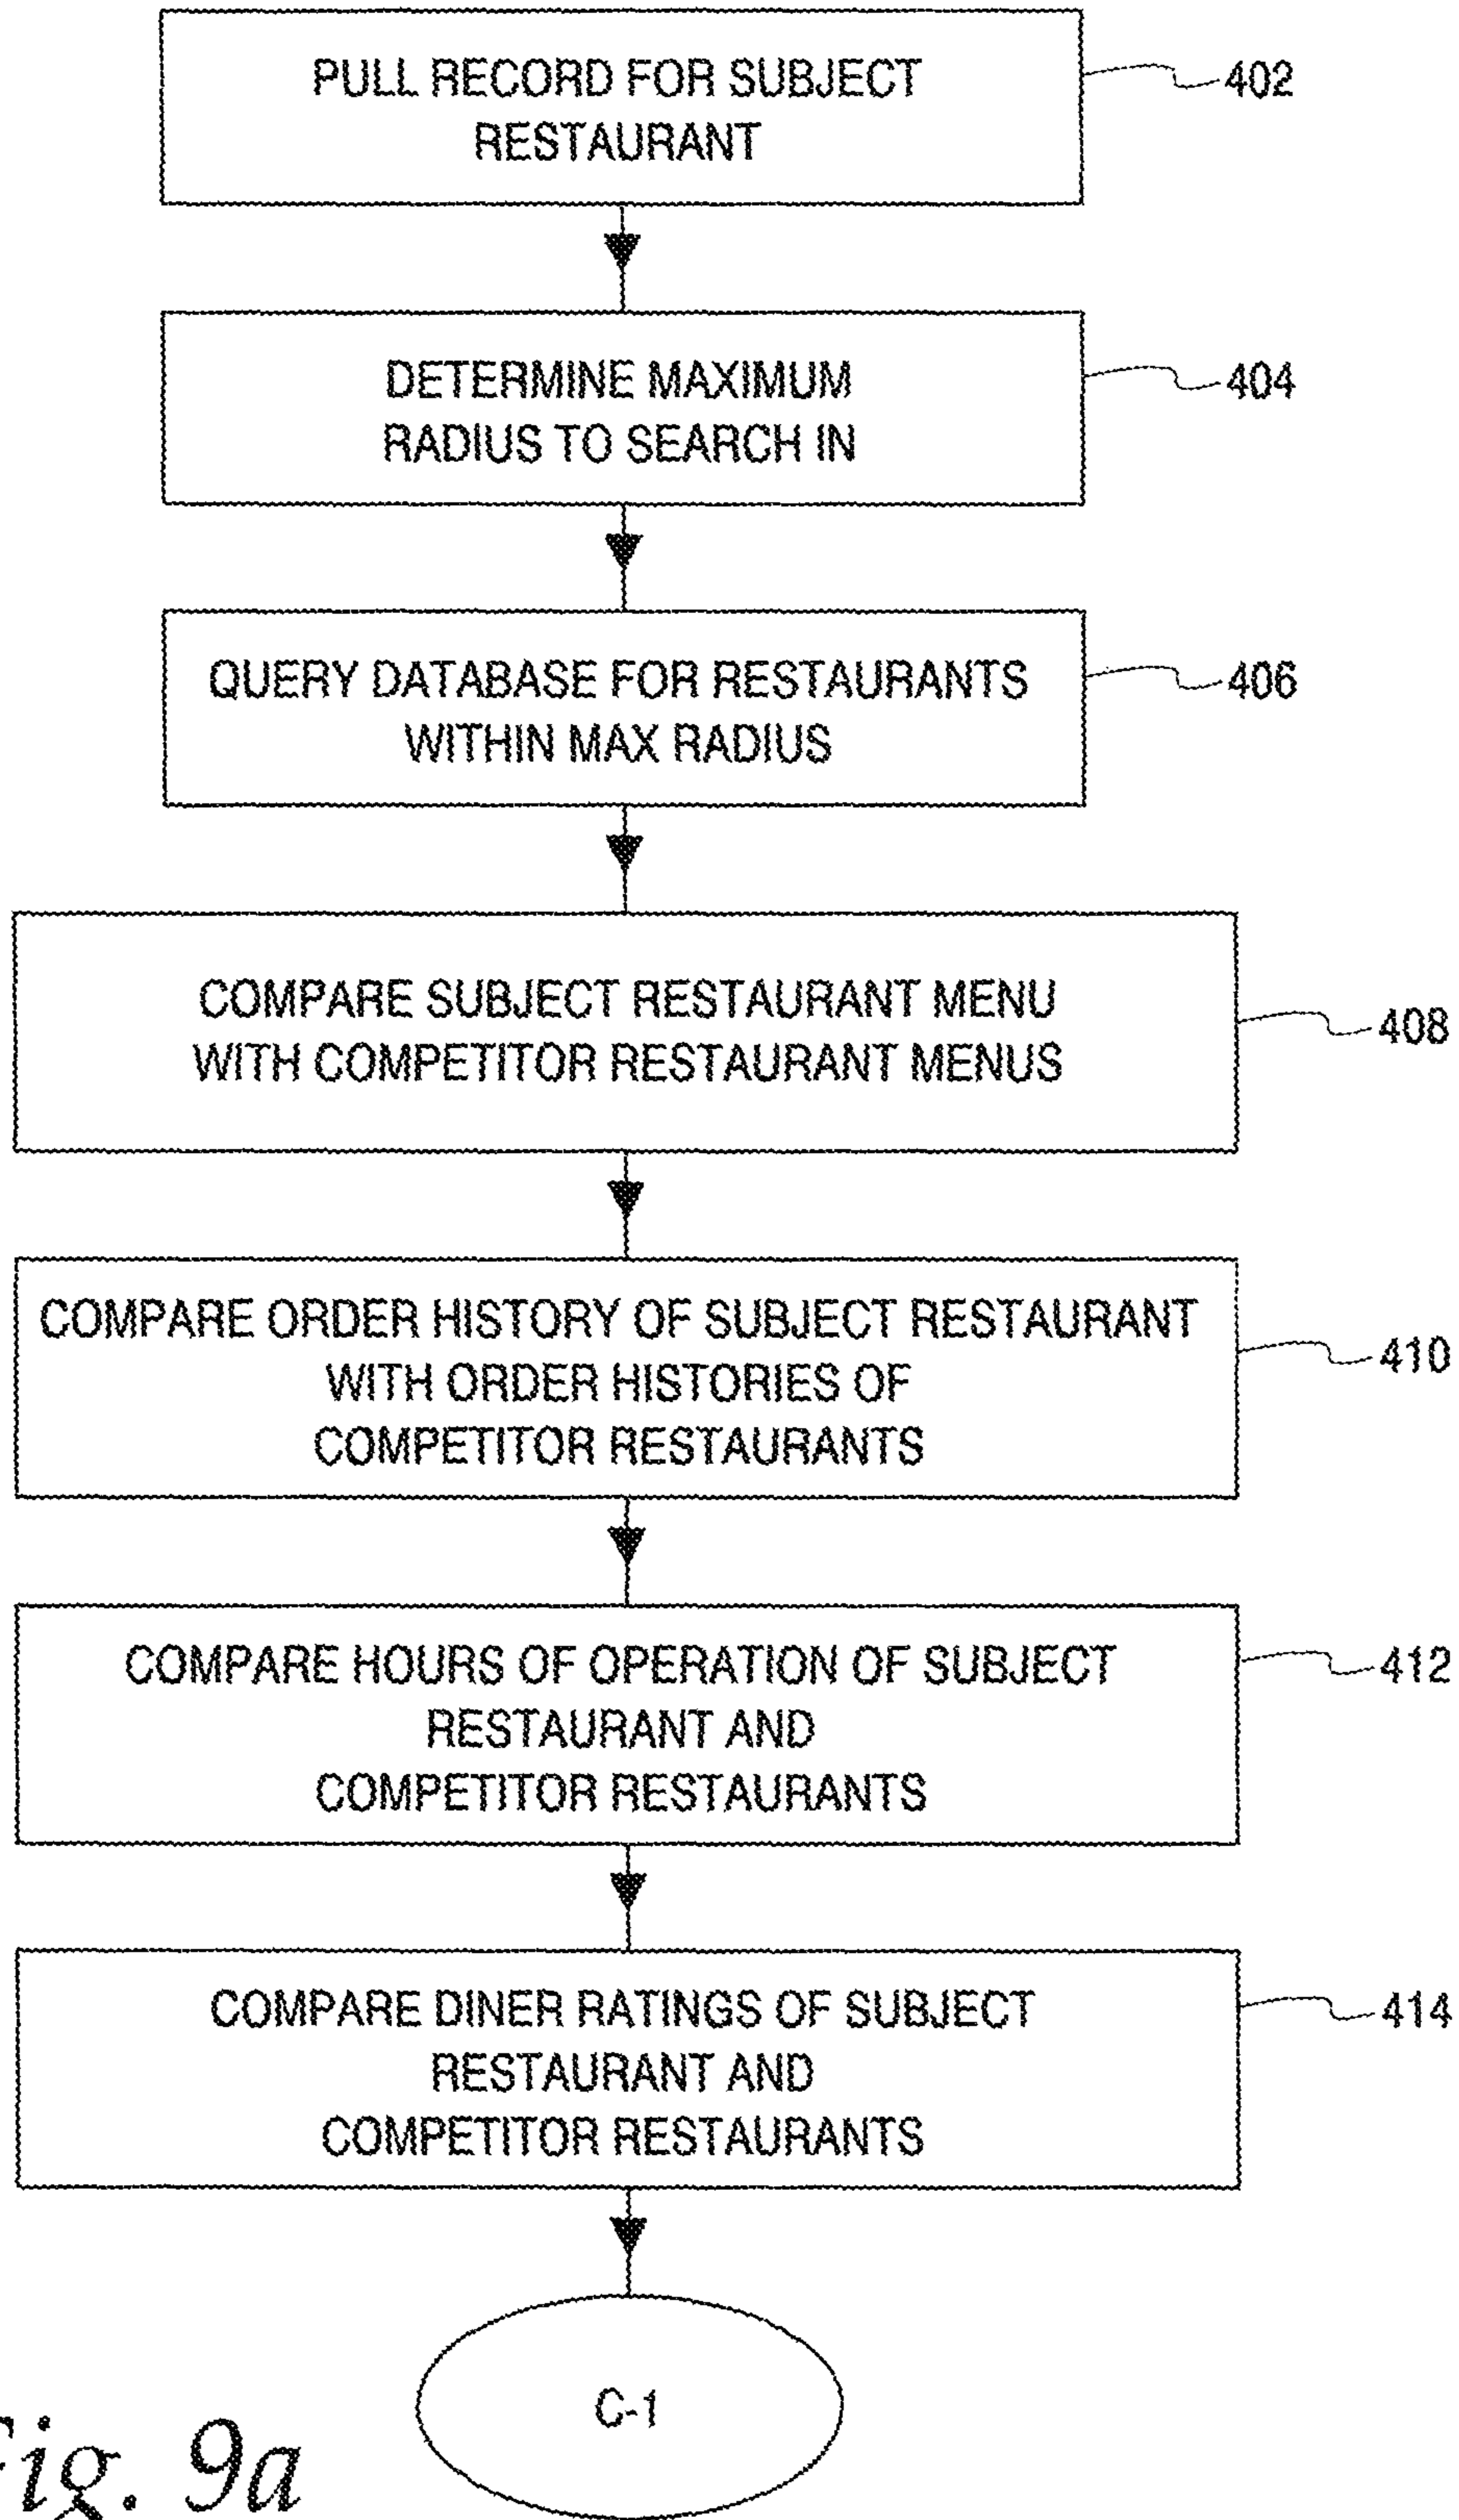 PULL RECORD FOR SUBJECT
RESTAURANT
402
DETERMINE MAXIMUM
RADIUS TO SEARCH IN
404
QUERY DATABASE FOR RESTAURANTS
WITHIN MAX RADIUS
406
COMPARE SUBJECT RESTAURANT MENU
WITH COMPETITOR RESTAURANT MENUS
408
COMPARE ORDER HISTORY OF SUBJECT RESTAURANT
WITH ORDER HISTORIES OF
COMPETITOR RESTAURANTS
410
COMPARE HOURS OF OPERATION OF SUBJECT
RESTAURANT AND
COMPETITOR RESTAURANTS
412
COMPARE DINER RATINGS OF SUBJECT
RESTAURANT AND
COMPETITOR RESTAURANTS
414
C-1
Fig. 9a